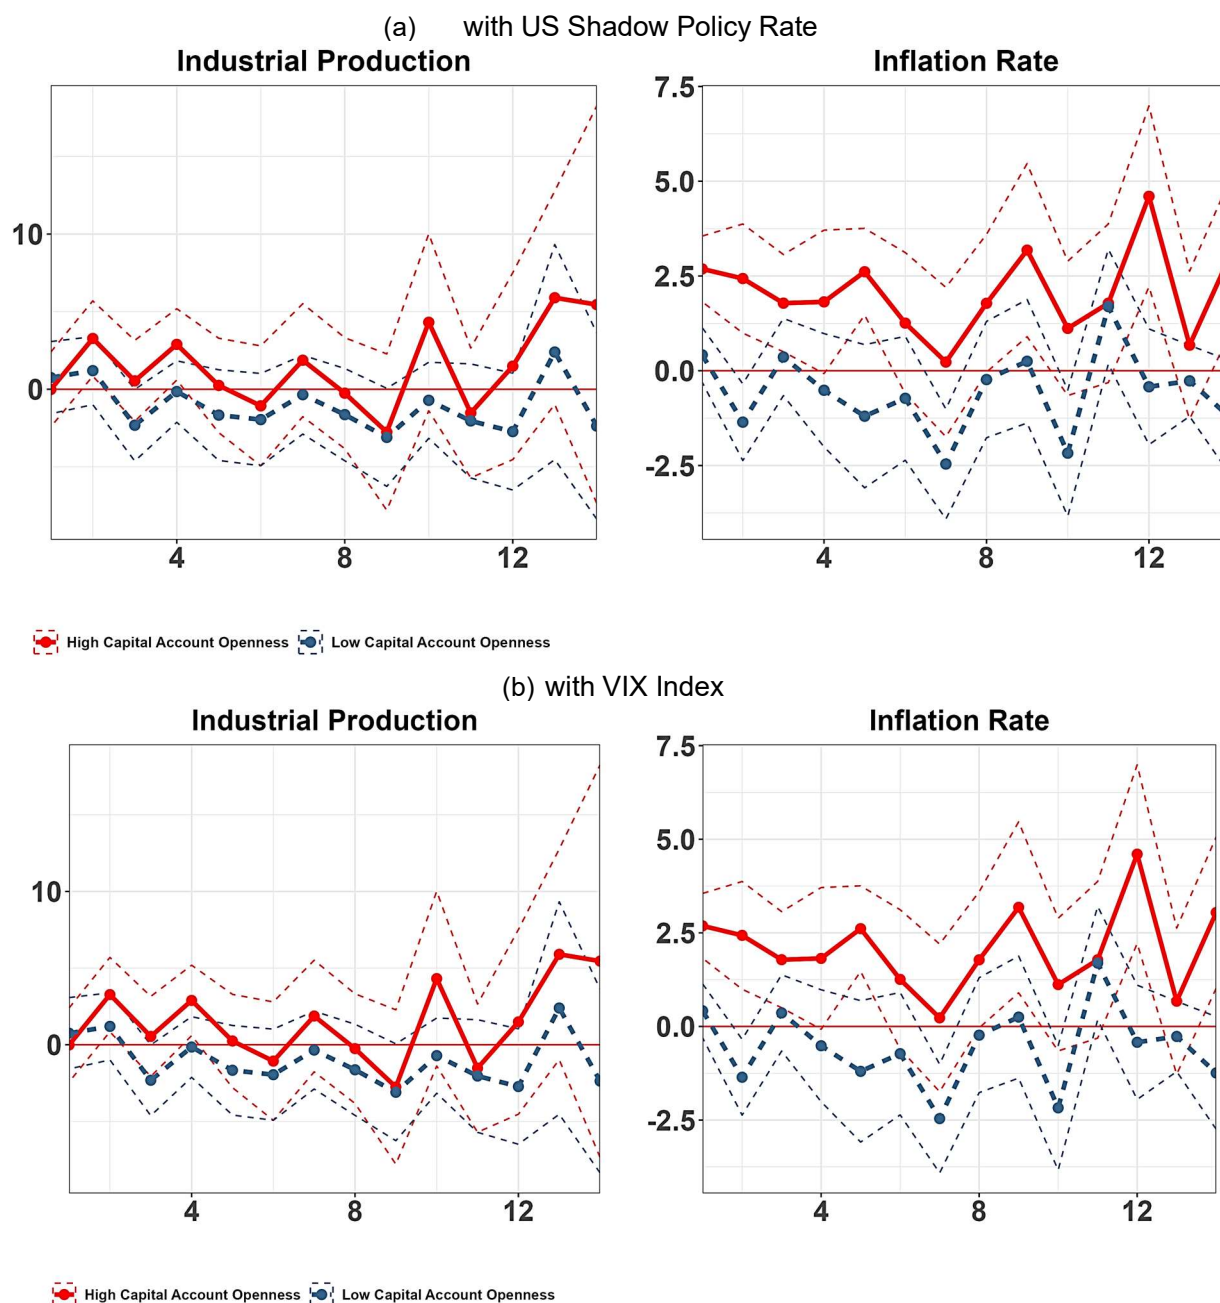 (a) with US Shadow Policy Rate
Industrial Production
Inflation Rate
10
0
4
8
12
7.5
5.0
2.5
0.0
-2.5
4
8
12
High Capital Account Openness
Low Capital Account Openness
(b) with VIX Index
Industrial Production
Inflation Rate
10
0
4
8
12
7.5
5.0
2.5
0.0
-2.5
4
8
12
High Capital Account Openness
Low Capital Account Openness